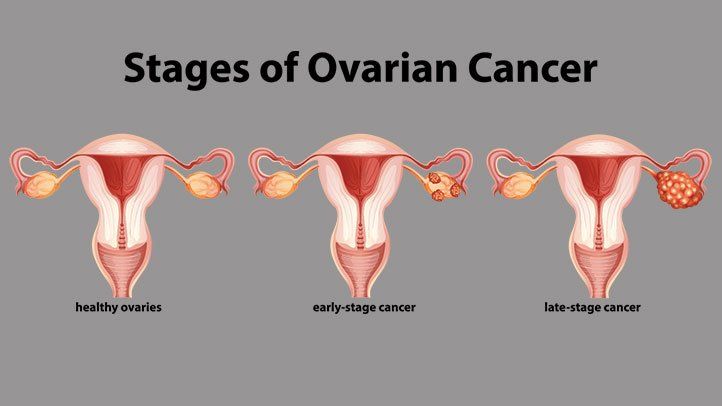 Stages of Ovarian Cancer
healthy ovaries
early-stage cancer
late-stage cancer